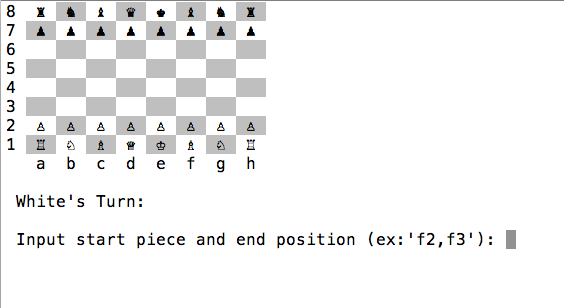 8 ♜ ♞ ♝ ♛ ♚ ♝ ♞ ♜
7 ♟ ♟ ♟ ♟ ♟ ♟ ♟ ♟
6
5
4
3
2 ♙ ♙ ♙ ♙ ♙ ♙ ♙ ♙
1 ♖ ♘ ♗ ♕ ♔ ♗ ♘ ♖
a b c d e f g h
White's Turn:
Input start piece and end position (ex:'f2,f3'):